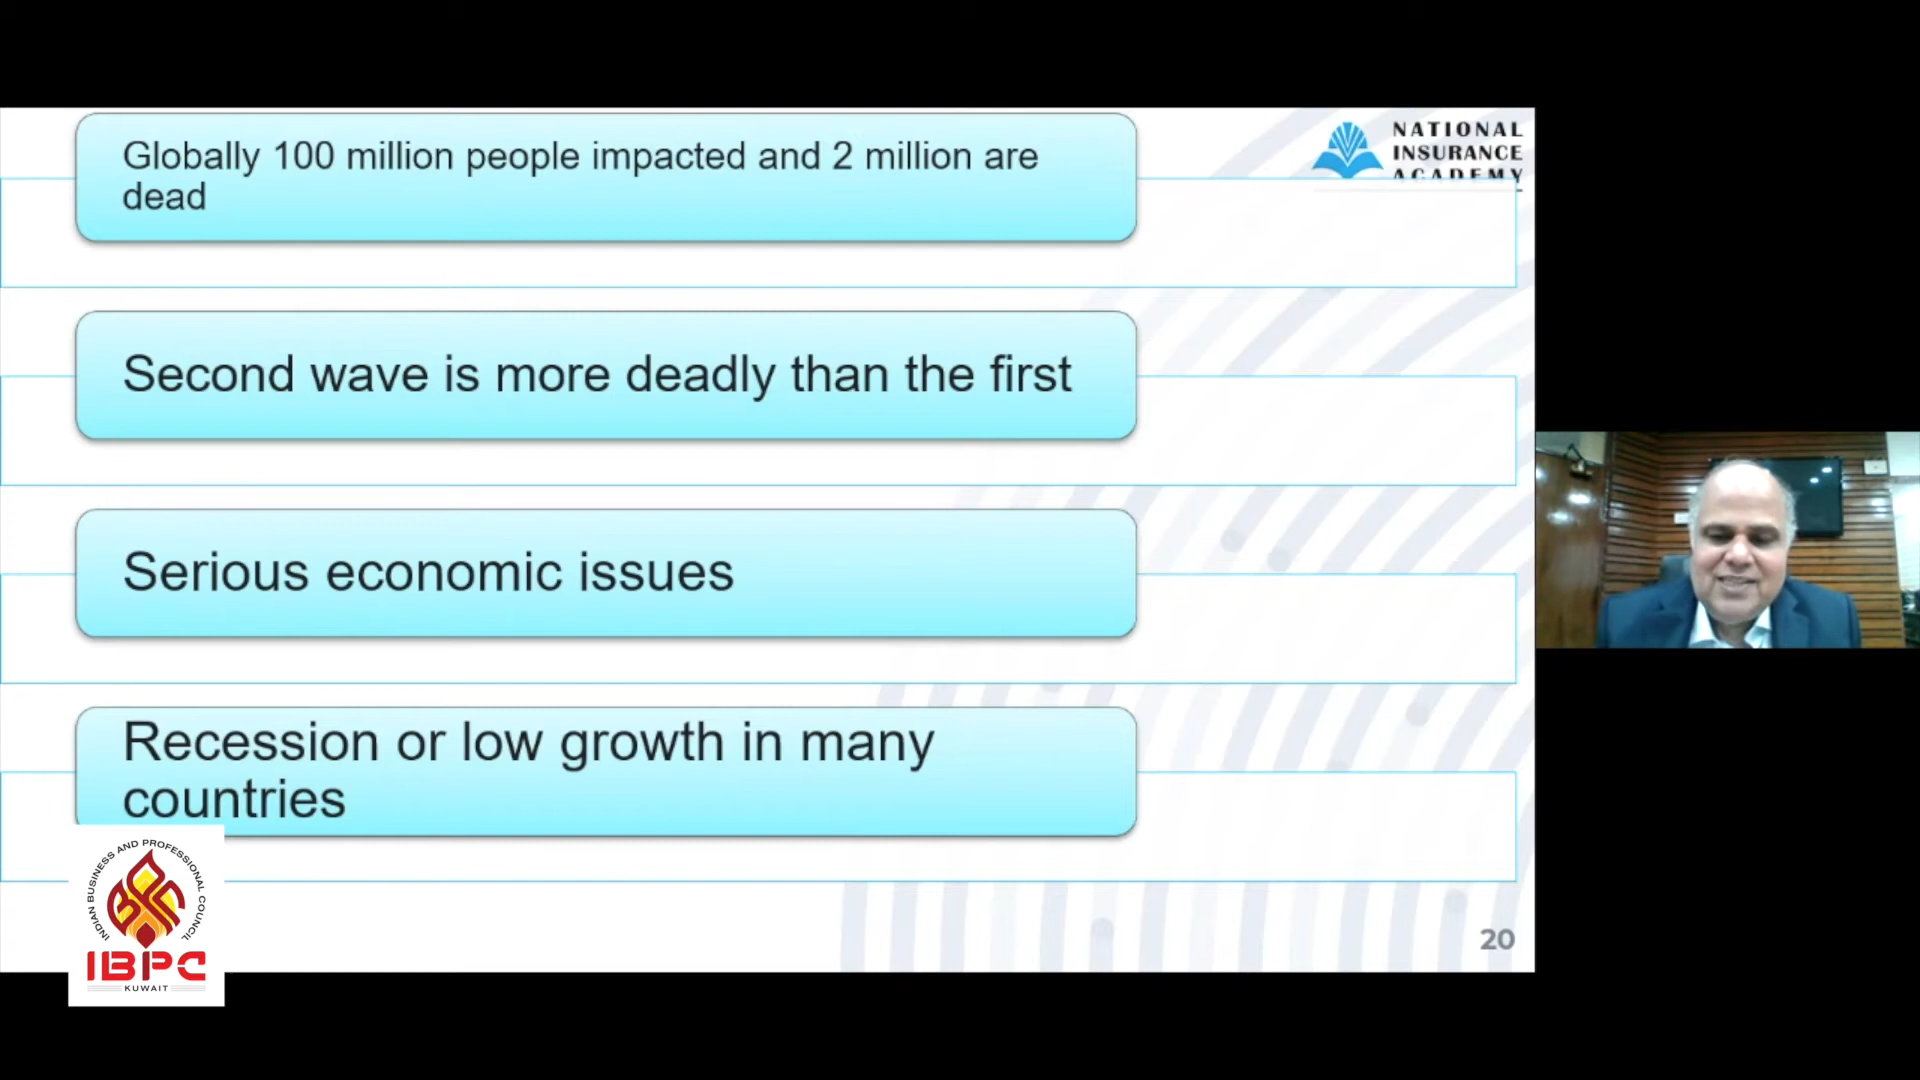 Globally 100 million people impacted and 2 million are
dead
NATIONAL
INSURANCE
ACADEMY
Second wave is more deadly than the first
Serious economic issues
Recession or low growth in many
countries
INDIAN BUSINESS AND PROFESSIONAL COUNCIL
IBPC
KUWAIT
20